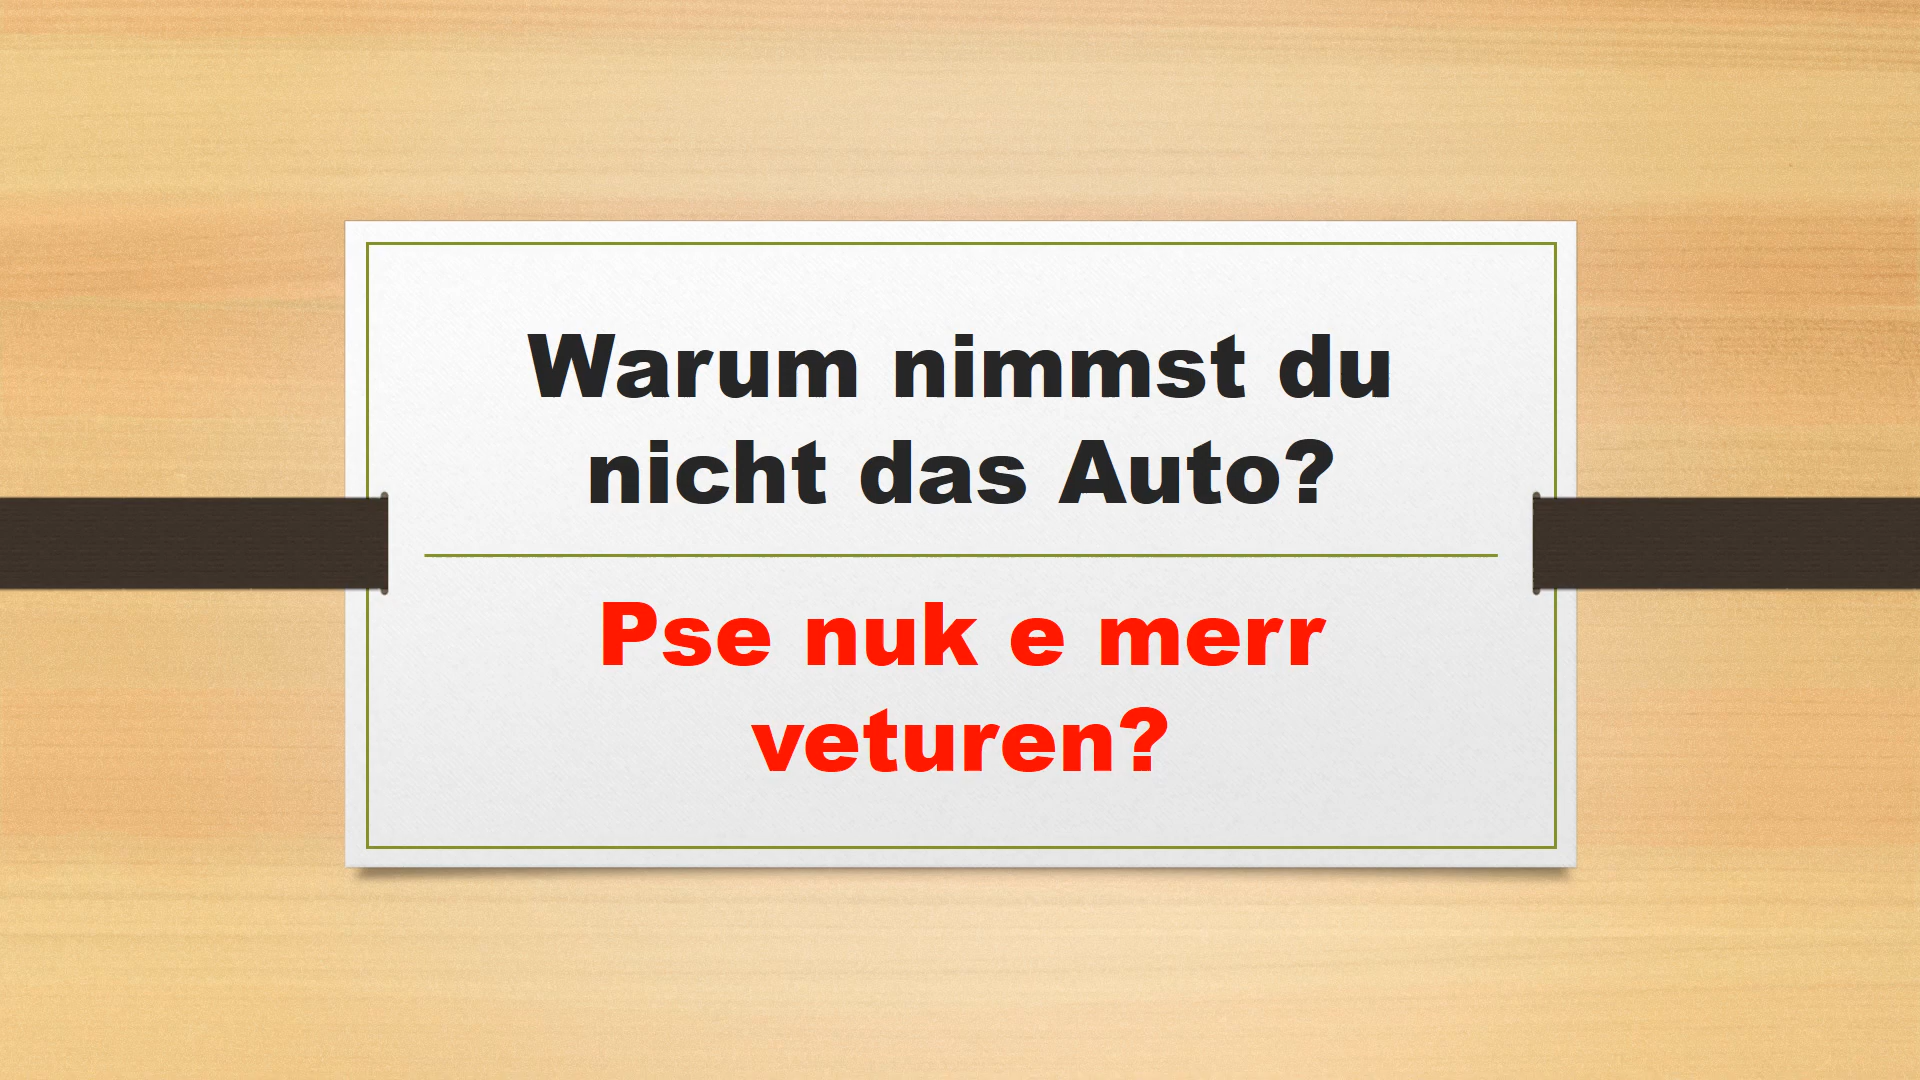 Warum nimmst du
nicht das Auto?
Pse nuk e merr
veturen?